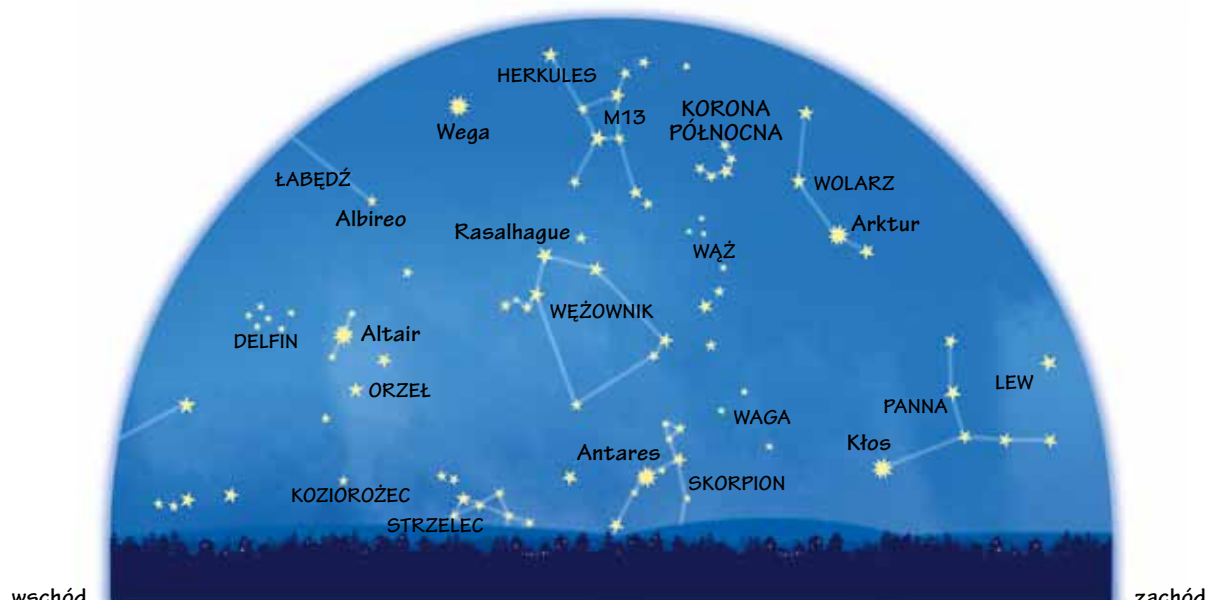 HERKULES
M13
KORONA
PÓŁNOCNA
Wega
ŁABĘDŹ
WOLARZ
Albireo
Arktur
Rasalhague
WĄŻ
WĘŻOWNIK
Altair
DELFIN
ORZEŁ
LEW
PANNA
WAGA
Kłos
Antares
SKORPION
KOZIOROŻEC
STRZELEC
wschód
zachód